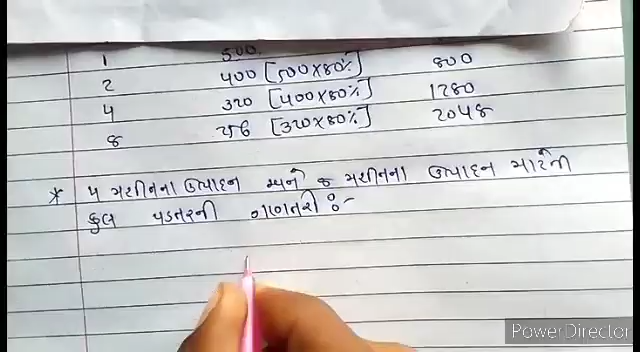 1 500
2 400 [500×80%] 800
4 320 [400×80%] 1280
8 256 [320×80%] 2048
* 4 મશીનના ઉત્પાદન અને 8 મશીનના ઉત્પાદન માટેની
કુલ પડતરની ગણતરી :-
PowerDirector